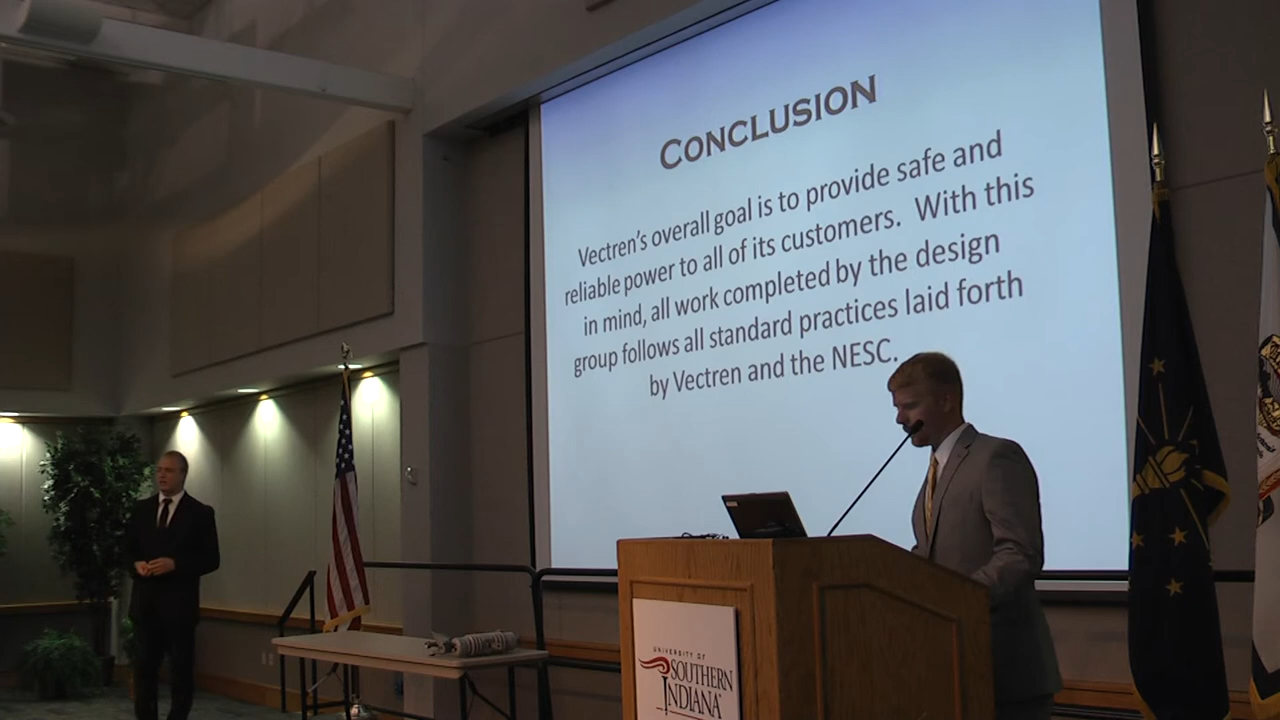 CONCLUSION
Vectren's overall goal is to provide safe and
reliable power to all of its customers. With this
in mind, all work completed by the design
group follows all standard practices laid forth
by Vectren and the NESC.
UNIVERSITY OF
SOUTHERN
INDIANA